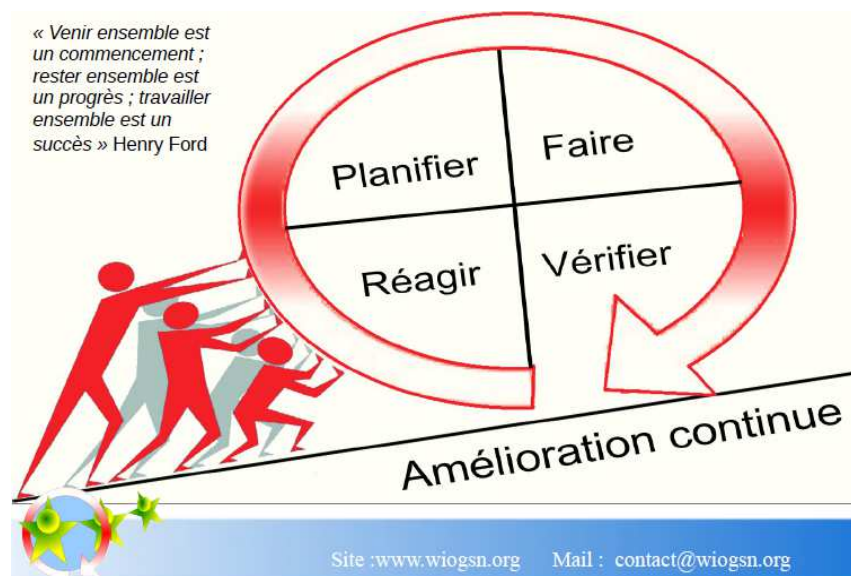 « Venir ensemble est
un commencement ;
rester ensemble est
un progrès ; travailler
ensemble est un
succès » Henry Ford
Planifier
Faire
Réagir
Vérifier
Amélioration continue
Site :www.wiogsn.org Mail : contact@wiogsn.org